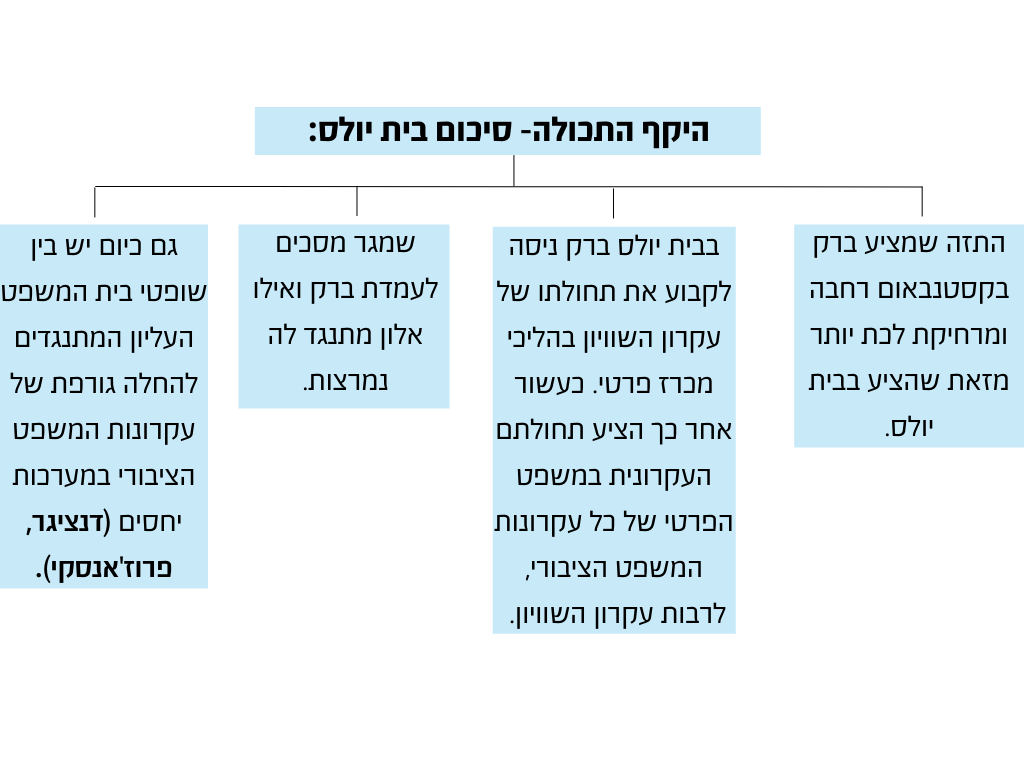 היקף התכולה- סיכום בית יולס:
התזה שמציע ברק
בקסטנבאום רחבה
ומרחיקת לכת יותר
מזאת שהציע בבית
יולס.
בבית יולס ברק ניסה
לקבוע את תחולתו של
עקרון השוויון בהליכי
מכרז פרטי. כעשור
אחר כך הציע תחולתם
העקרונית במשפט
הפרטי של כל עקרונות
המשפט הציבורי,
לרבות עקרון השוויון.
שמגר מסכים
לעמדת ברק ואילו
אלון מתנגד לה
נמרצות.
גם כיום יש בין
שופטי בית המשפט
העליון המתנגדים
להחלה גורפת של
עקרונות המשפט
הציבורי במערכות
יחסים (דנציגר,
פרוז'אנסקי).